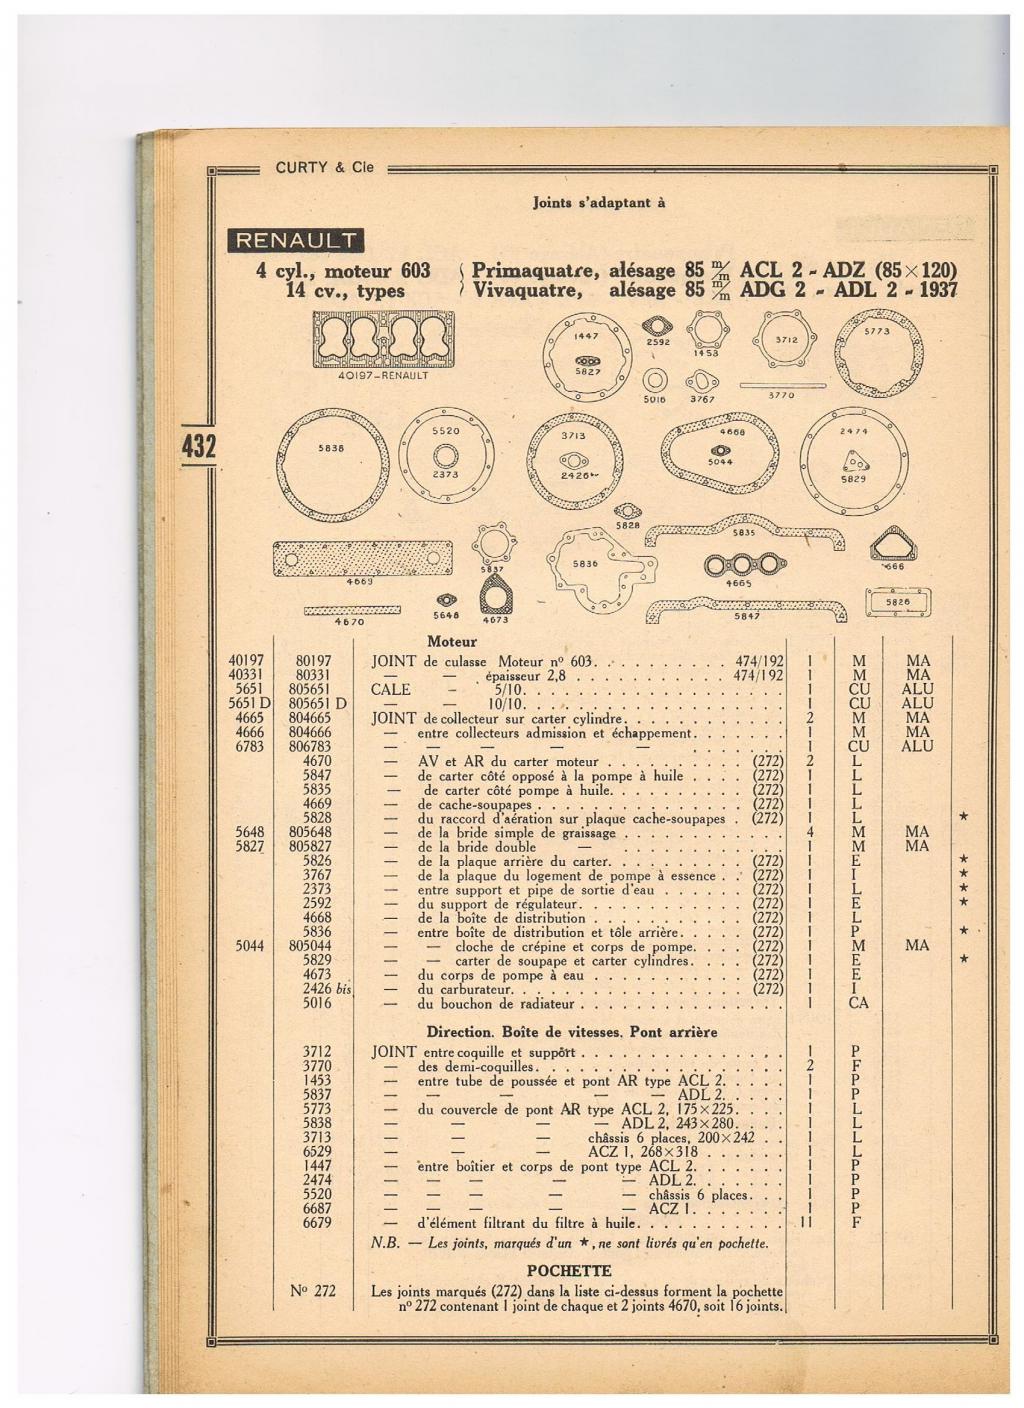 CURTY & Cie
Joints s'adaptant à
RENAULT
4 cyl., moteur 603 { Primaquatre, alésage 85 m/m ACL 2 - ADZ (85×120)
14 cv., types { Vivaquatre, alésage 85 m/m ADG 2 - ADL 2 - 1937
40197-RENAULT
1447
5827
2592
1453
3712
5773
5016
3767
3770
432
5838
5520
2373
3713
2426
4668
5044
2474
5829
5828
5835
4669
5837
5836
4665
666
4670
5648
4673
5847
5826
Moteur
40197 80197 JOINT de culasse Moteur nº 603. . . . . . . . . . . 474/192 1 M MA
40331 80331 — — épaisseur 2,8 . . . . . . . . . . . . 474/192 1 M MA
5651 805651 CALE - 5/10. . . . . . . . . . . . . . . . . . . 1 CU ALU
5651 D 805651 D — — 10/10. . . . . . . . . . . . . . . . . . . 1 CU ALU
4665 804665 JOINT de collecteur sur carter cylindre. . . . . . . . . . . . 2 M MA
4666 804666 — entre collecteurs admission et échappement. . . . . . . 1 M MA
6783 806783 — — — — — . . . . . . . 1 CU ALU
4670 — AV et AR du carter moteur . . . . . . . . . . (272) 2 L
5847 — de carter côté opposé à la pompe à huile . . . . (272) 1 L
5835 — de carter côté pompe à huile. . . . . . . . . . (272) 1 L
4669 — de cache-soupapes . . . . . . . . . . . . . . . (272) 1 L
5828 — du raccord d'aération sur plaque cache-soupapes . (272) 1 L ★
5648 805648 — de la bride simple de graissage . . . . . . . . . . . . 4 M MA
5827 805827 — de la bride double — . . . . . . . . . . . . 1 M MA
5826 — de la plaque arrière du carter. . . . . . . . . . (272) 1 E ★
3767 — de la plaque du logement de pompe à essence . . (272) 1 I ★
2373 — entre support et pipe de sortie d'eau . . . . . . (272) 1 L ★
2592 — du support de régulateur. . . . . . . . . . . . (272) 1 E ★
4668 — de la boîte de distribution . . . . . . . . . . . (272) 1 L
5836 — entre boîte de distribution et tôle arrière. . . . . (272) 1 P ★
5044 805044 — — cloche de crépine et corps de pompe. . . . (272) 1 M MA
5829 — — carter de soupape et carter cylindres. . . . (272) 1 E ★
4673 — du corps de pompe à eau . . . . . . . . . . . (272) 1 E
2426 bis — du carburateur. . . . . . . . . . . . . . . . . (272) 1 I
5016 — du bouchon de radiateur . . . . . . . . . . . . . . . 1 CA
Direction. Boîte de vitesses. Pont arrière
3712 JOINT entre coquille et support . . . . . . . . . . . . . . . 1 P
3770 — des demi-coquilles. . . . . . . . . . . . . . . . . . 2 F
1453 — entre tube de poussée et pont AR type ACL 2. . . . . 1 P
5837 — — — — — — ADL 2. . . . . 1 P
5773 — du couvercle de pont AR type ACL 2, 175×225. . . . 1 L
5838 — — — — — ADL 2, 243×280. . . . 1 L
3713 — — — châssis 6 places, 200×242 . . 1 L
6529 — — — ACZ 1, 268×318 . . . . . . 1 L
1447 — entre boîtier et corps de pont type ACL 2. . . . . . . 1 P
2474 — — — — — — ADL 2. . . . . . . 1 P
5520 — — — — — châssis 6 places. . . 1 P
6687 — — — — — — ACZ 1. . . . . . . 1 P
6679 — d'élément filtrant du filtre à huile. . . . . . . . . . . . 11 F
N.B. — Les joints, marqués d'un ★, ne sont livrés qu'en pochette.
POCHETTE
Nº 272 Les joints marqués (272) dans la liste ci-dessus forment la pochette
nº 272 contenant 1 joint de chaque et 2 joints 4670, soit 16 joints.